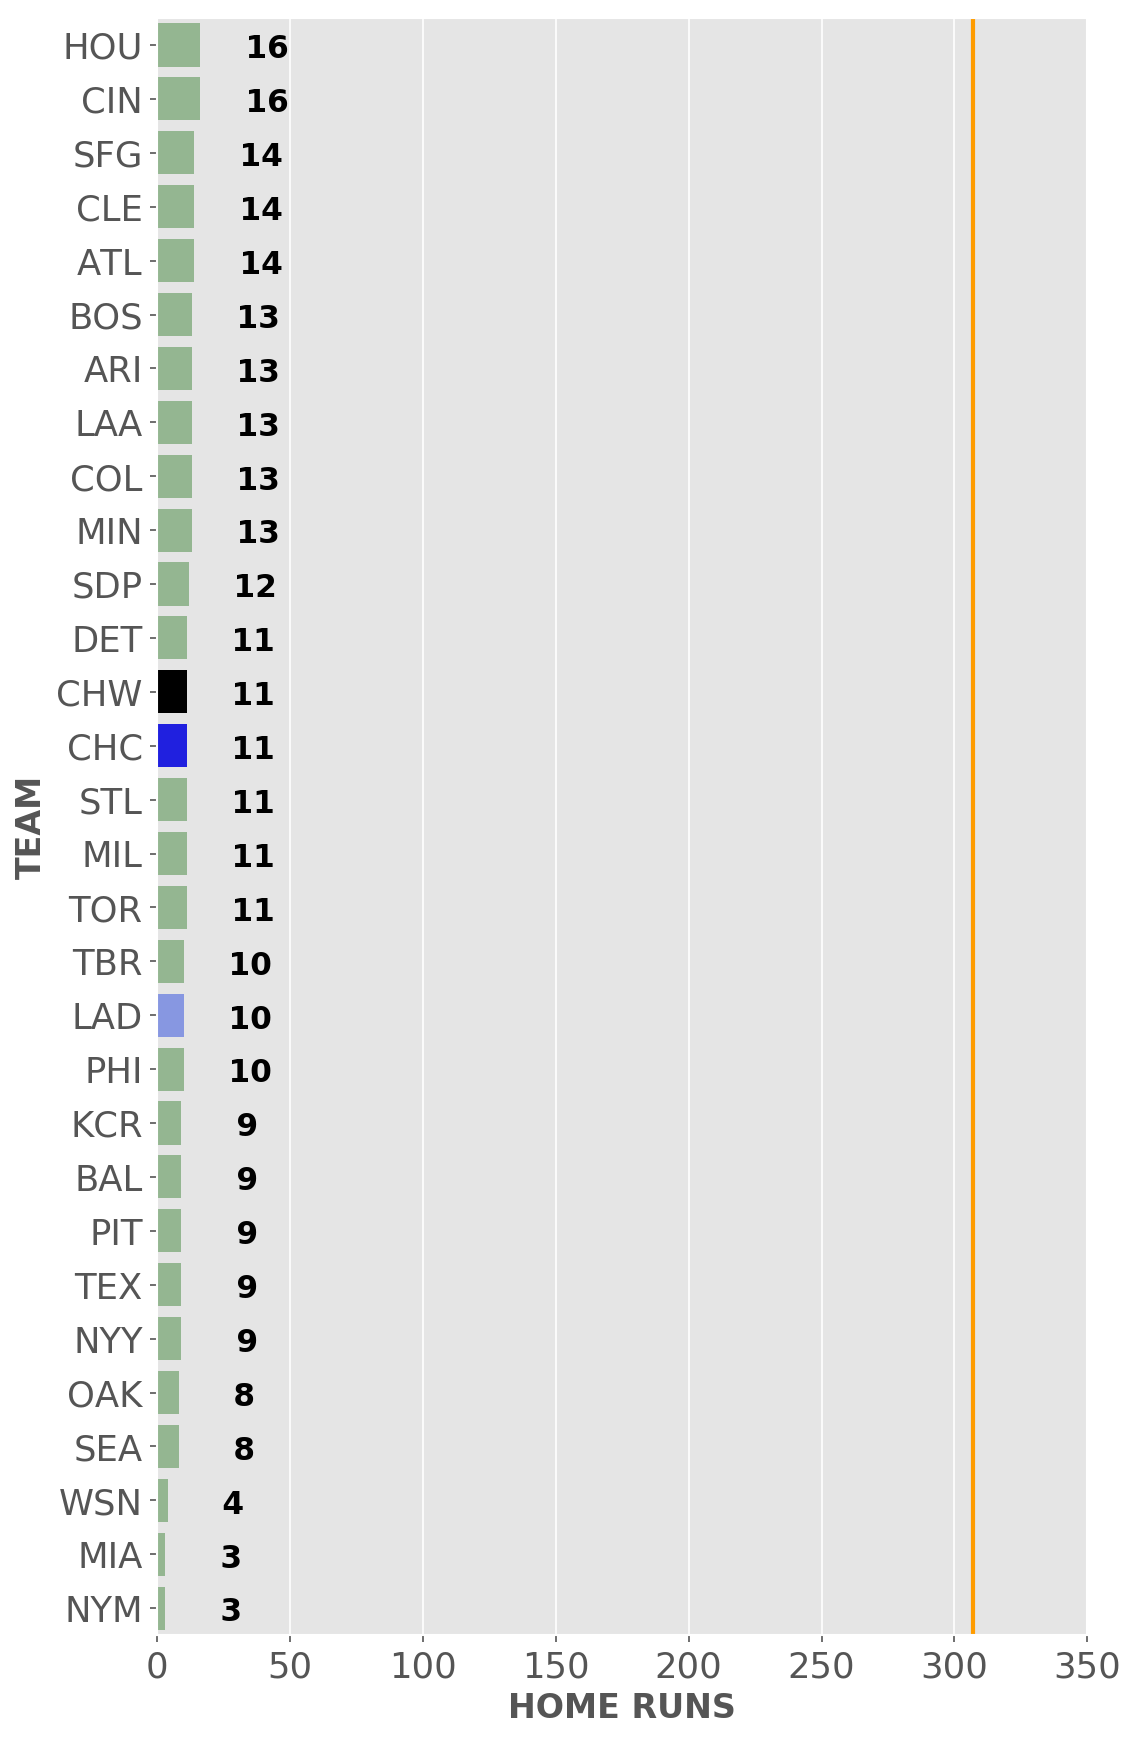 HOU 16
CIN 16
SFG 14
CLE 14
ATL 14
BOS 13
ARI 13
LAA 13
COL 13
MIN 13
SDP 12
DET 11
CHW 11
CHC 11
STL 11
MIL 11
TOR 11
TBR 10
LAD 10
PHI 10
KCR 9
BAL 9
PIT 9
TEX 9
NYY 9
OAK 8
SEA 8
WSN 4
MIA 3
NYM 3
TEAM
0 50 100 150 200 250 300 350
HOME RUNS